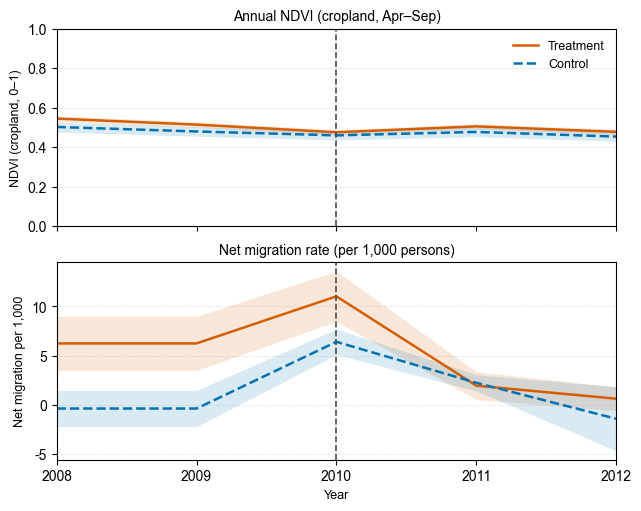 Annual NDVI (cropland, Apr–Sep)
1.0
0.8
0.6
0.4
0.2
0.0
NDVI (cropland, 0–1)
Treatment
Control
Net migration rate (per 1,000 persons)
10
5
0
-5
Net migration per 1,000
2008 2009 2010 2011 2012
Year